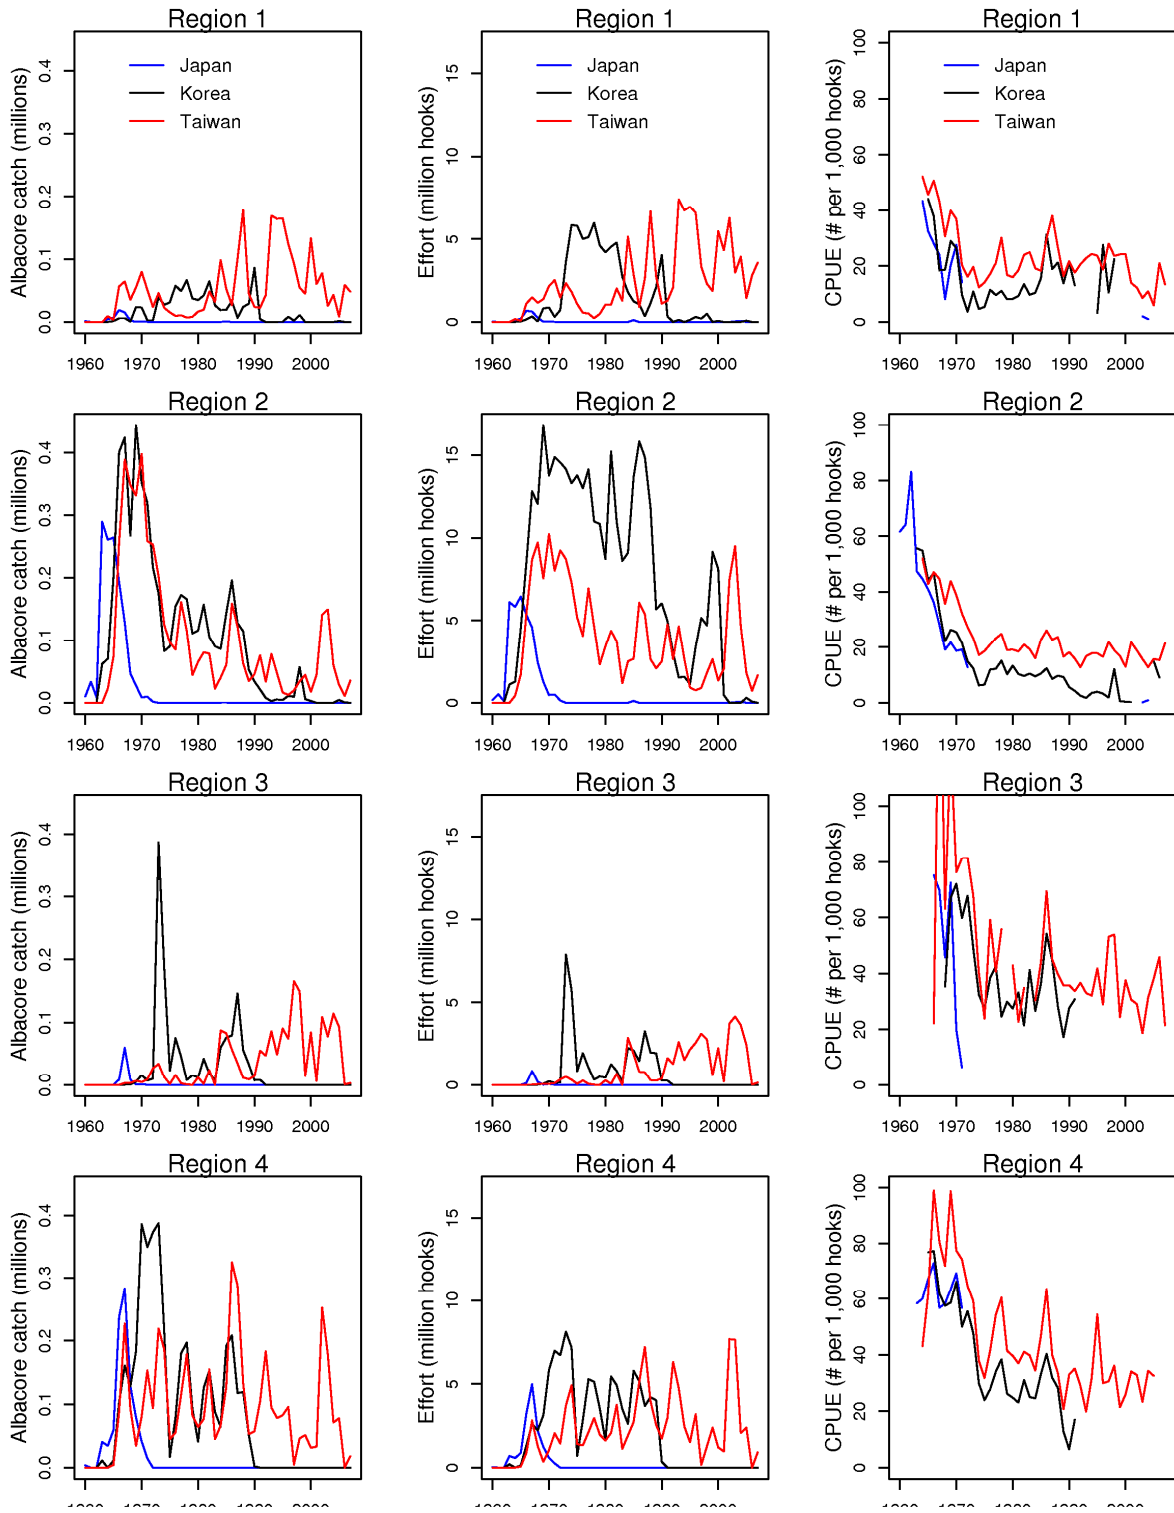 Region 1
Region 1
Region 1
Albacore catch (millions)
0.0 0.1 0.2 0.3 0.4
Japan
Korea
Taiwan
1960 1970 1980 1990 2000
Effort (million hooks)
0 5 10 15
Japan
Korea
Taiwan
1960 1970 1980 1990 2000
CPUE (# per 1,000 hooks)
0 20 40 60 80 100
Japan
Korea
Taiwan
1960 1970 1980 1990 2000
Region 2
Region 2
Region 2
Albacore catch (millions)
0.0 0.1 0.2 0.3 0.4
1960 1970 1980 1990 2000
Effort (million hooks)
0 5 10 15
1960 1970 1980 1990 2000
CPUE (# per 1,000 hooks)
0 20 40 60 80 100
1960 1970 1980 1990 2000
Region 3
Region 3
Region 3
Albacore catch (millions)
0.0 0.1 0.2 0.3 0.4
1960 1970 1980 1990 2000
Effort (million hooks)
0 5 10 15
1960 1970 1980 1990 2000
CPUE (# per 1,000 hooks)
0 20 40 60 80 100
1960 1970 1980 1990 2000
Region 4
Region 4
Region 4
Albacore catch (millions)
0.0 0.1 0.2 0.3 0.4
Effort (million hooks)
0 5 10 15
CPUE (# per 1,000 hooks)
0 20 40 60 80 100